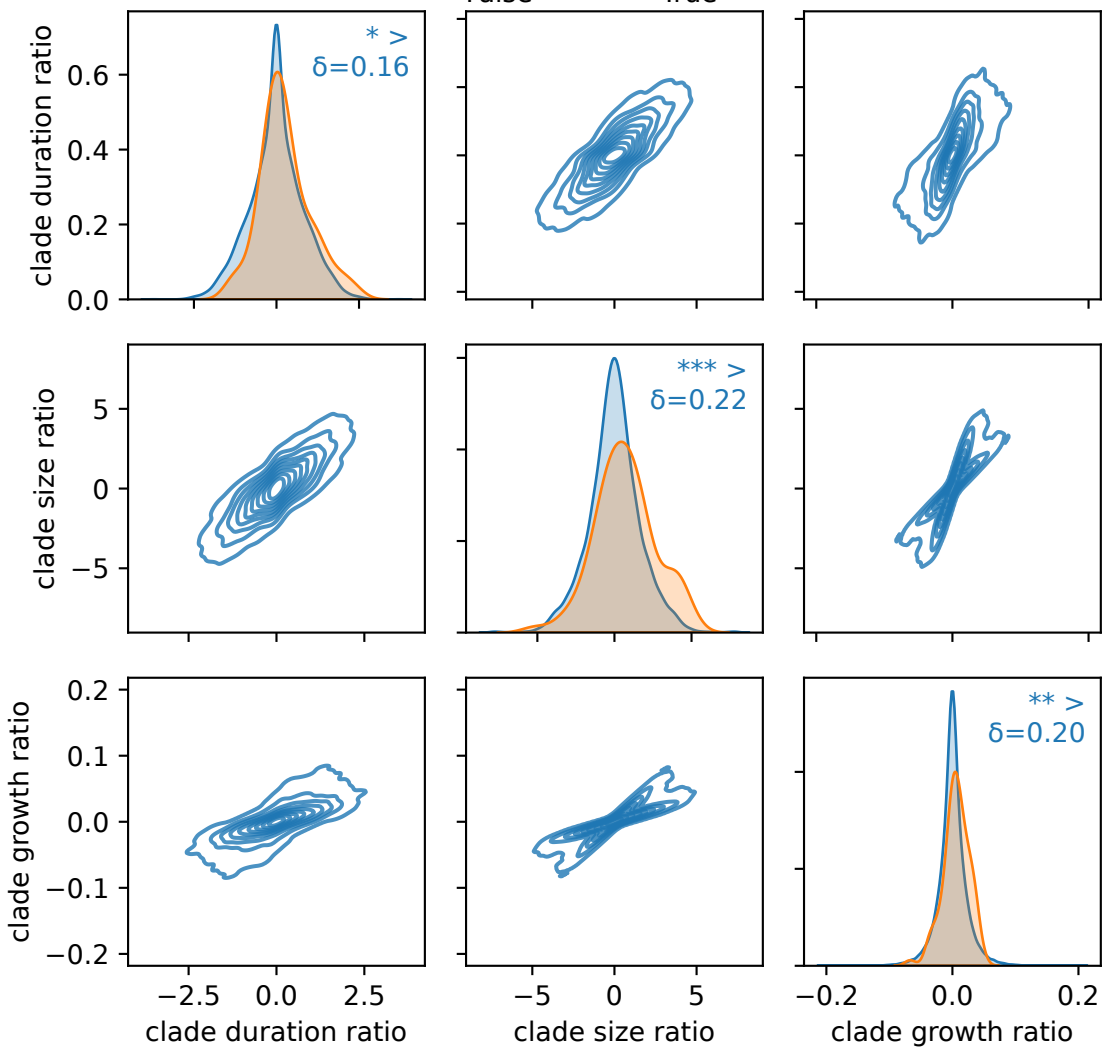 clade duration ratio
0.6
0.4
0.2
0.0
* >
δ=0.16
clade size ratio
5
0
−5
*** >
δ=0.22
clade growth ratio
0.2
0.1
0.0
−0.1
−0.2
** >
δ=0.20
−2.5 0.0 2.5
−5 0 5
−0.2 0.0 0.2
clade duration ratio
clade size ratio
clade growth ratio